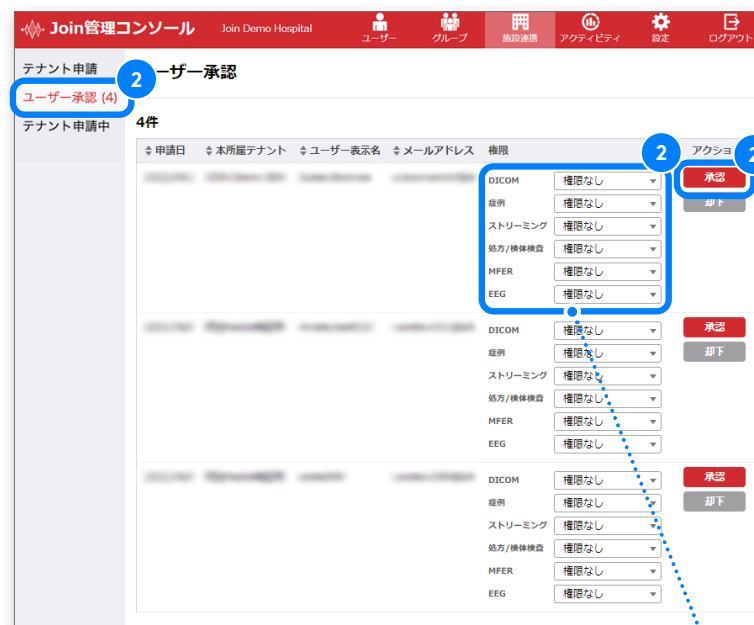 Join管理コンソール Join Demo Hospital ユーザー グループ 施設連携 アクティビティ 設定 ログアウト
テナント申請
ユーザー承認 (4)
テナント申請中
2
ーザー承認
4件
申請日 本所属テナント ユーザー表示名 メールアドレス 権限 2 アクショ 2
DICOM 権限なし 承認
症例 権限なし 却下
ストリーミング 権限なし
処方/検体検査 権限なし
MFER 権限なし
EEG 権限なし
DICOM 権限なし 承認
症例 権限なし 却下
ストリーミング 権限なし
処方/検体検査 権限なし
MFER 権限なし
EEG 権限なし
DICOM 権限なし 承認
症例 権限なし 却下
ストリーミング 権限なし
処方/検体検査 権限なし
MFER 権限なし
EEG 権限なし